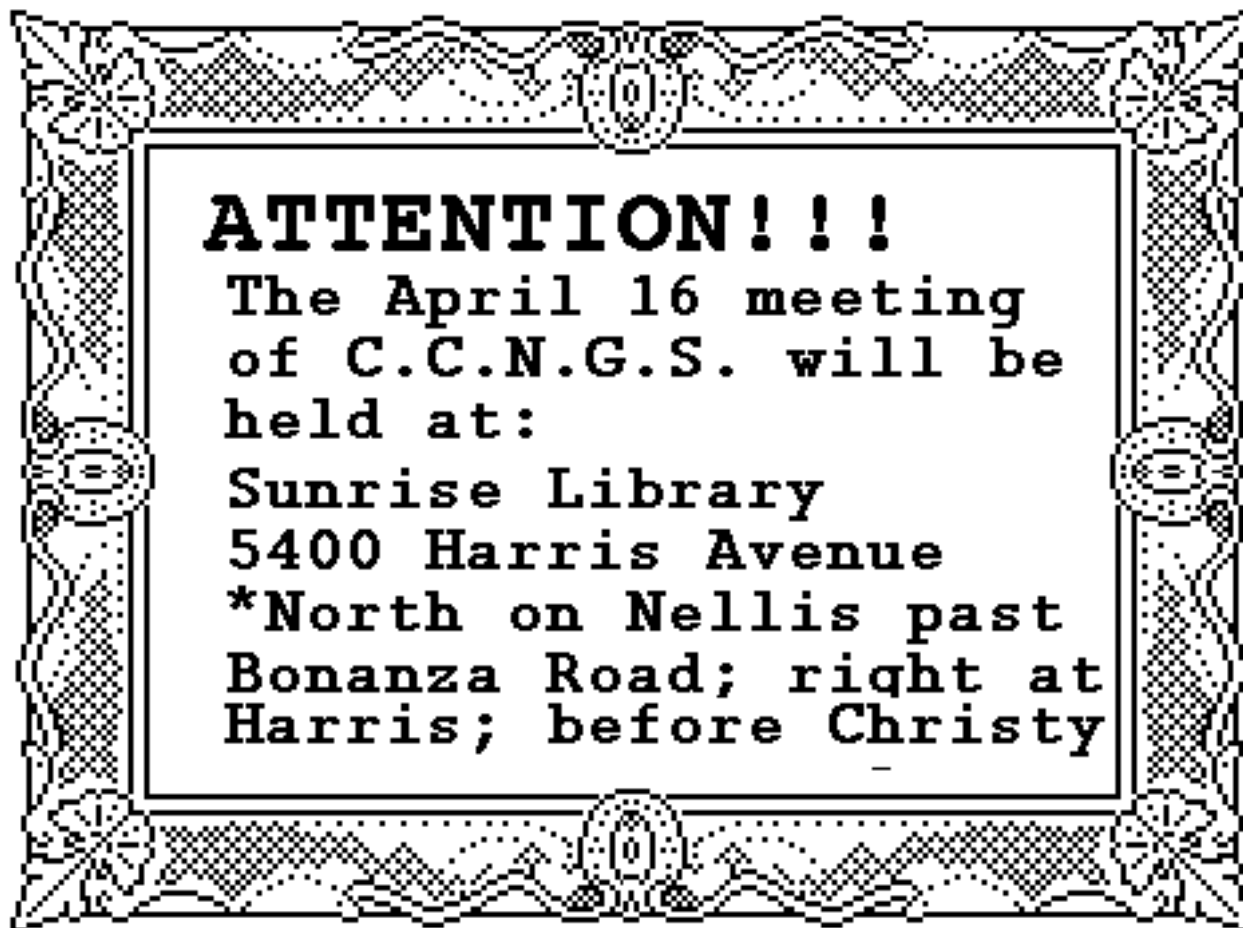 ATTENTION!!!
The April 16 meeting
of C.C.N.G.S. will be
held at:
Sunrise Library
5400 Harris Avenue
*North on Nellis past
Bonanza Road; right at
Harris; before Christy